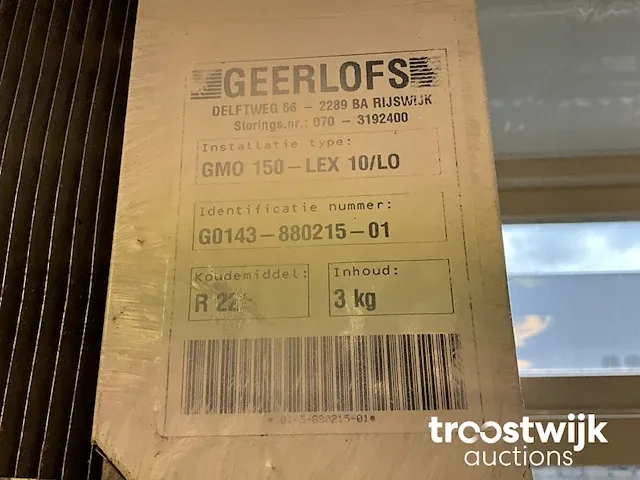 GEERLOFS
DELFTWEG 66 – 2289 BA RIJSWIJK
Storings.nr.: 070 – 3192400
Installatie type:
GMO 150 – LEX 10/LO
Identificatie nummer:
G0143–880215–01
Koudemiddel:
R 22
Inhoud:
3 kg
troostwijk
auctions